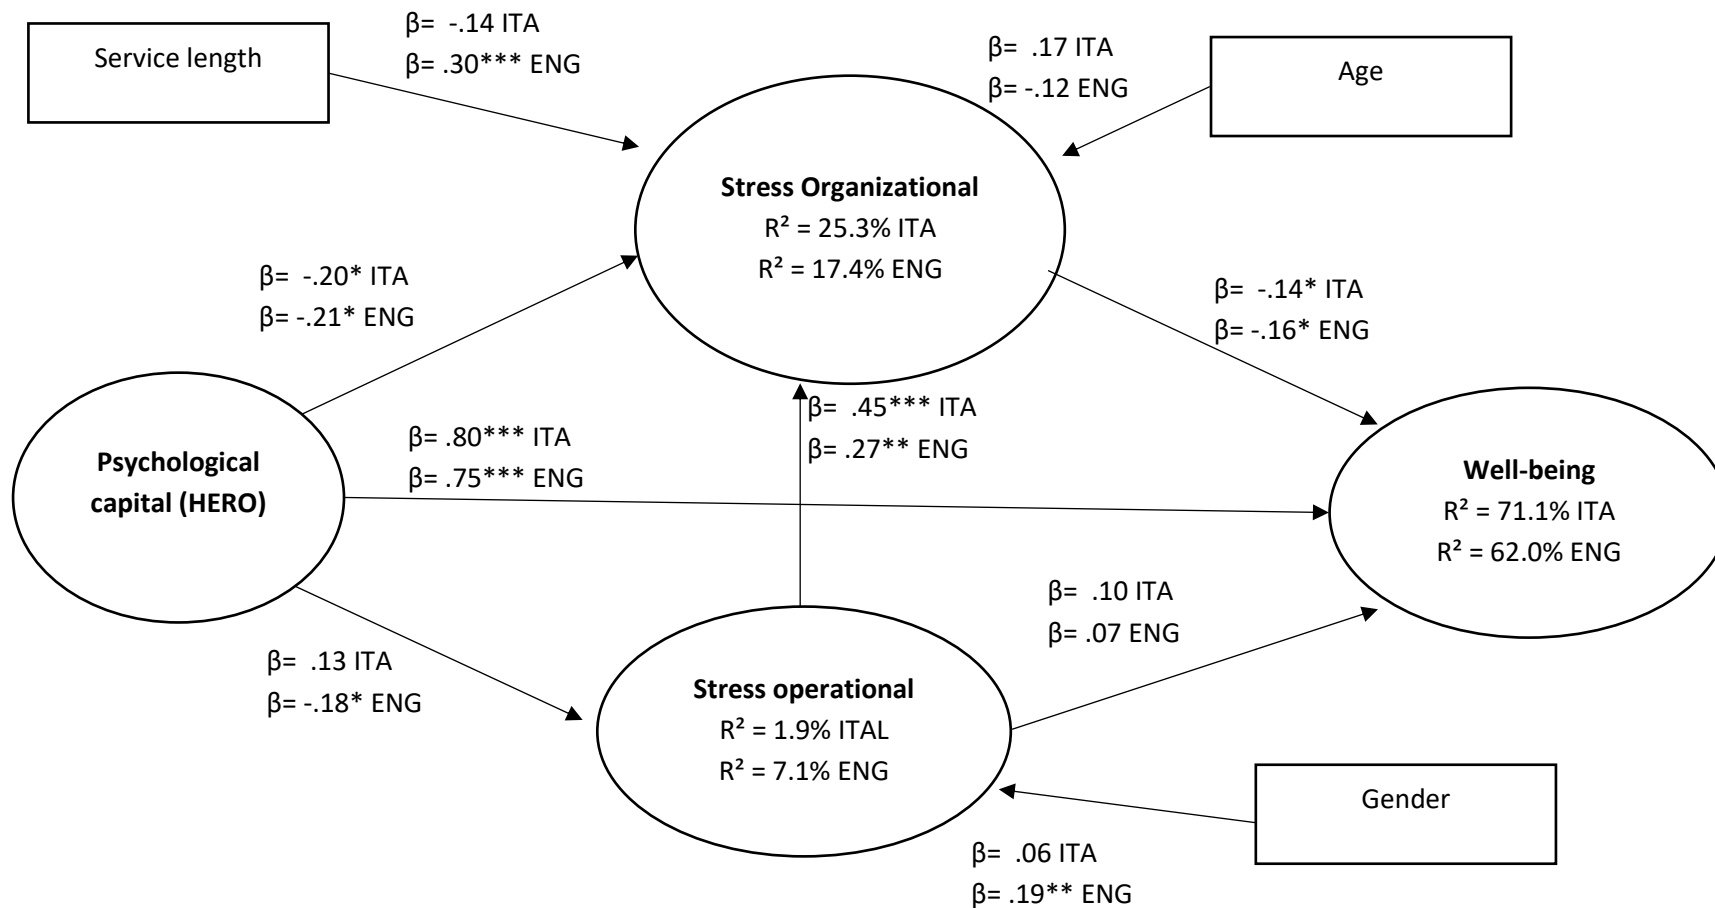 β=  -.14 ITA
β= .30*** ENG
Service length
β=  .17 ITA
β= -.12 ENG
Age
Stress Organizational
R² = 25.3% ITA
R² = 17.4% ENG
β=  -.20* ITA
β= -.21* ENG
β=  -.14* ITA
β= -.16* ENG
β=  .45*** ITA
β= .27** ENG
β= .80*** ITA
β= .75*** ENG
Psychological
capital (HERO)
Well-being
R² = 71.1% ITA
R² = 62.0% ENG
β=  .10 ITA
β= .07 ENG
β=  .13 ITA
β= -.18* ENG
Stress operational
R² = 1.9% ITAL
R² = 7.1% ENG
Gender
β=  .06 ITA
β= .19** ENG